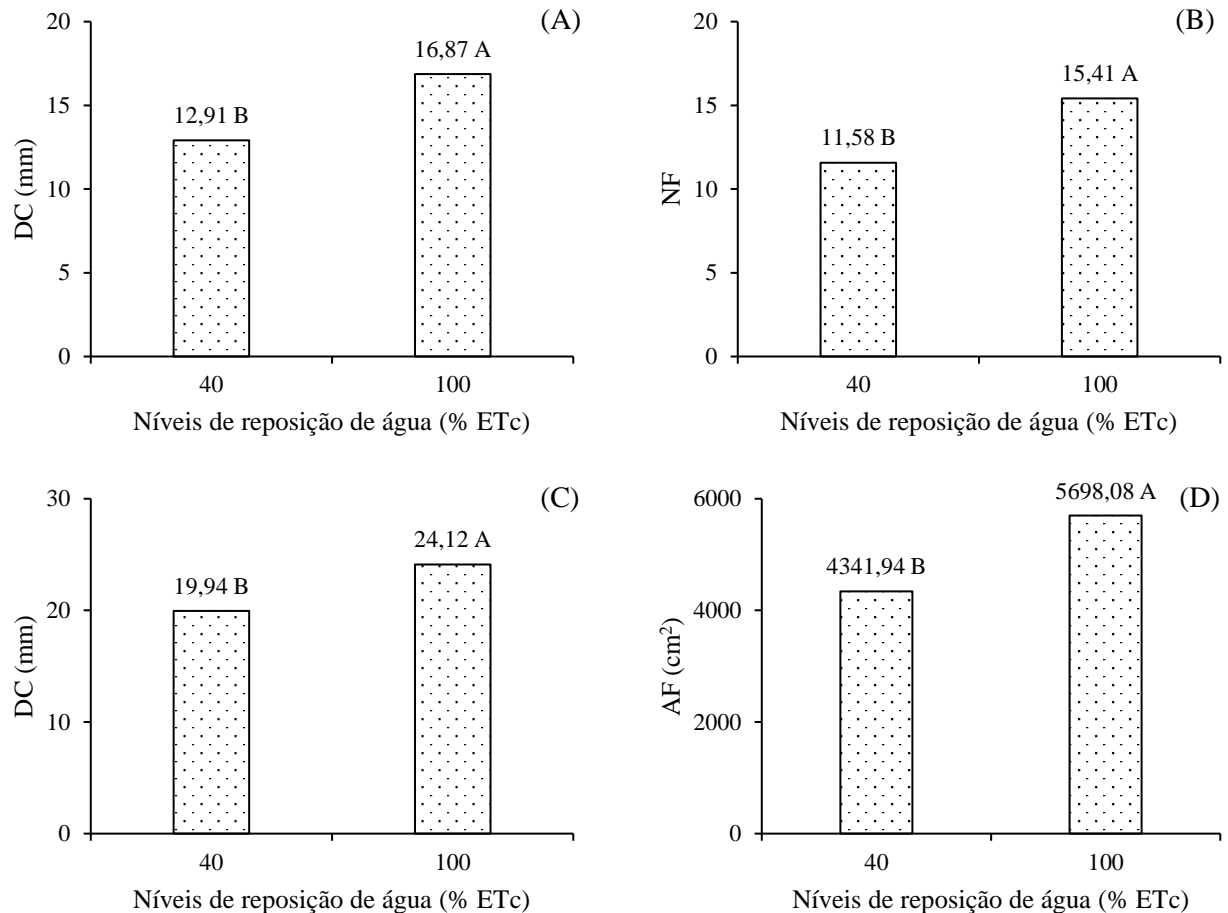 (A)
20
15
10
5
0
DC (mm)
12,91 B
16,87 A
40
100
Níveis de reposição de água (% ETc)
(B)
20
15
10
5
0
NF
11,58 B
15,41 A
40
100
Níveis de reposição de água (% ETc)
(C)
30
20
10
0
DC (mm)
19,94 B
24,12 A
40
100
Níveis de reposição de água (% ETc)
(D)
6000
4000
2000
0
AF (cm²)
4341,94 B
5698,08 A
40
100
Níveis de reposição de água (% ETc)